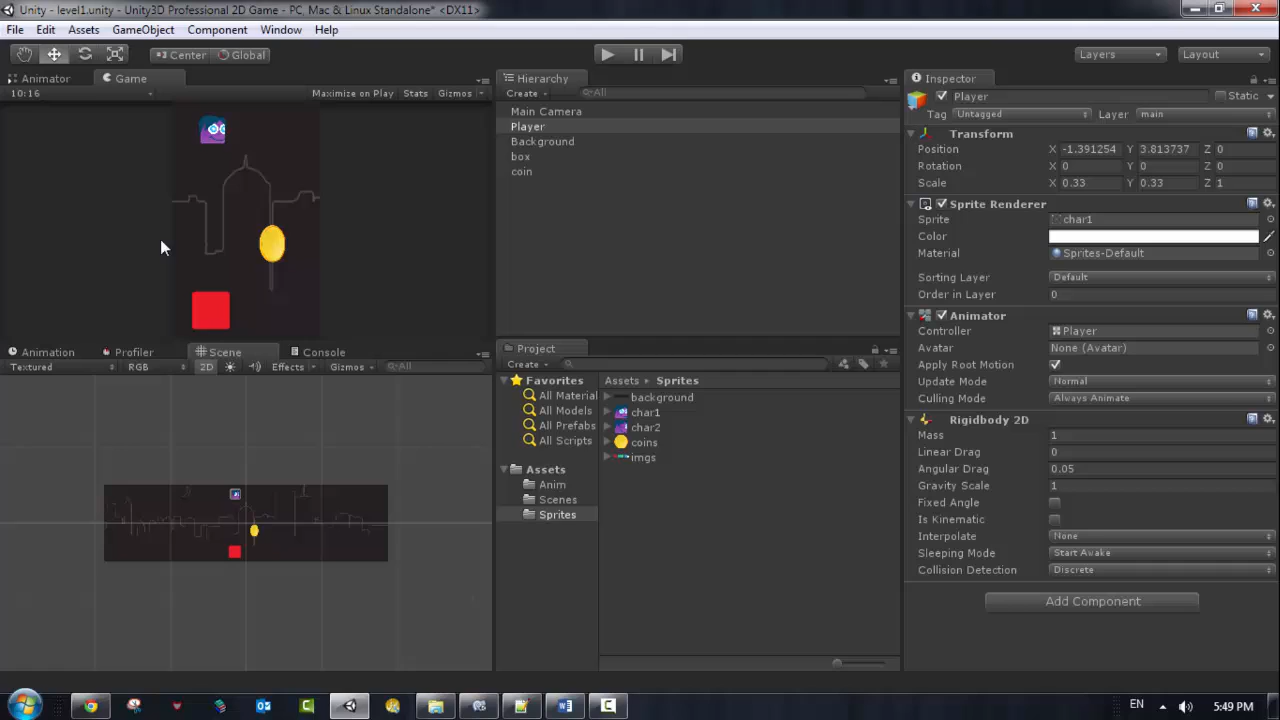 Unity - level1.unity - Unity3D Professional 2D Game - PC, Mac & Linux Standalone* <DX11>
File Edit Assets GameObject Component Window Help
Center Global Layers Layout
Animator Game
10:16 Maximize on Play Stats Gizmos
Hierarchy
Create All
Main Camera
Player
Background
box
coin
Inspector
Player Static
Tag Untagged Layer main
Transform
Position X -1.391254 Y 3.813737 Z 0
Rotation X 0 Y 0 Z 0
Scale X 0.33 Y 0.33 Z 1
Sprite Renderer
Sprite char1
Color
Material Sprites-Default
Sorting Layer Default
Order in Layer 0
Animator
Controller Player
Avatar None (Avatar)
Apply Root Motion
Update Mode Normal
Culling Mode Always Animate
Rigidbody 2D
Mass 1
Linear Drag 0
Angular Drag 0.05
Gravity Scale 1
Fixed Angle
Is Kinematic
Interpolate None
Sleeping Mode Start Awake
Collision Detection Discrete
Add Component
Animation Profiler Scene Console
Textured RGB 2D Effects Gizmos All
Project
Create
Favorites
All Material
All Models
All Prefabs
All Scripts
Assets
Anim
Scenes
Sprites
Assets Sprites
background
char1
char2
coins
imgs
EN 5:49 PM